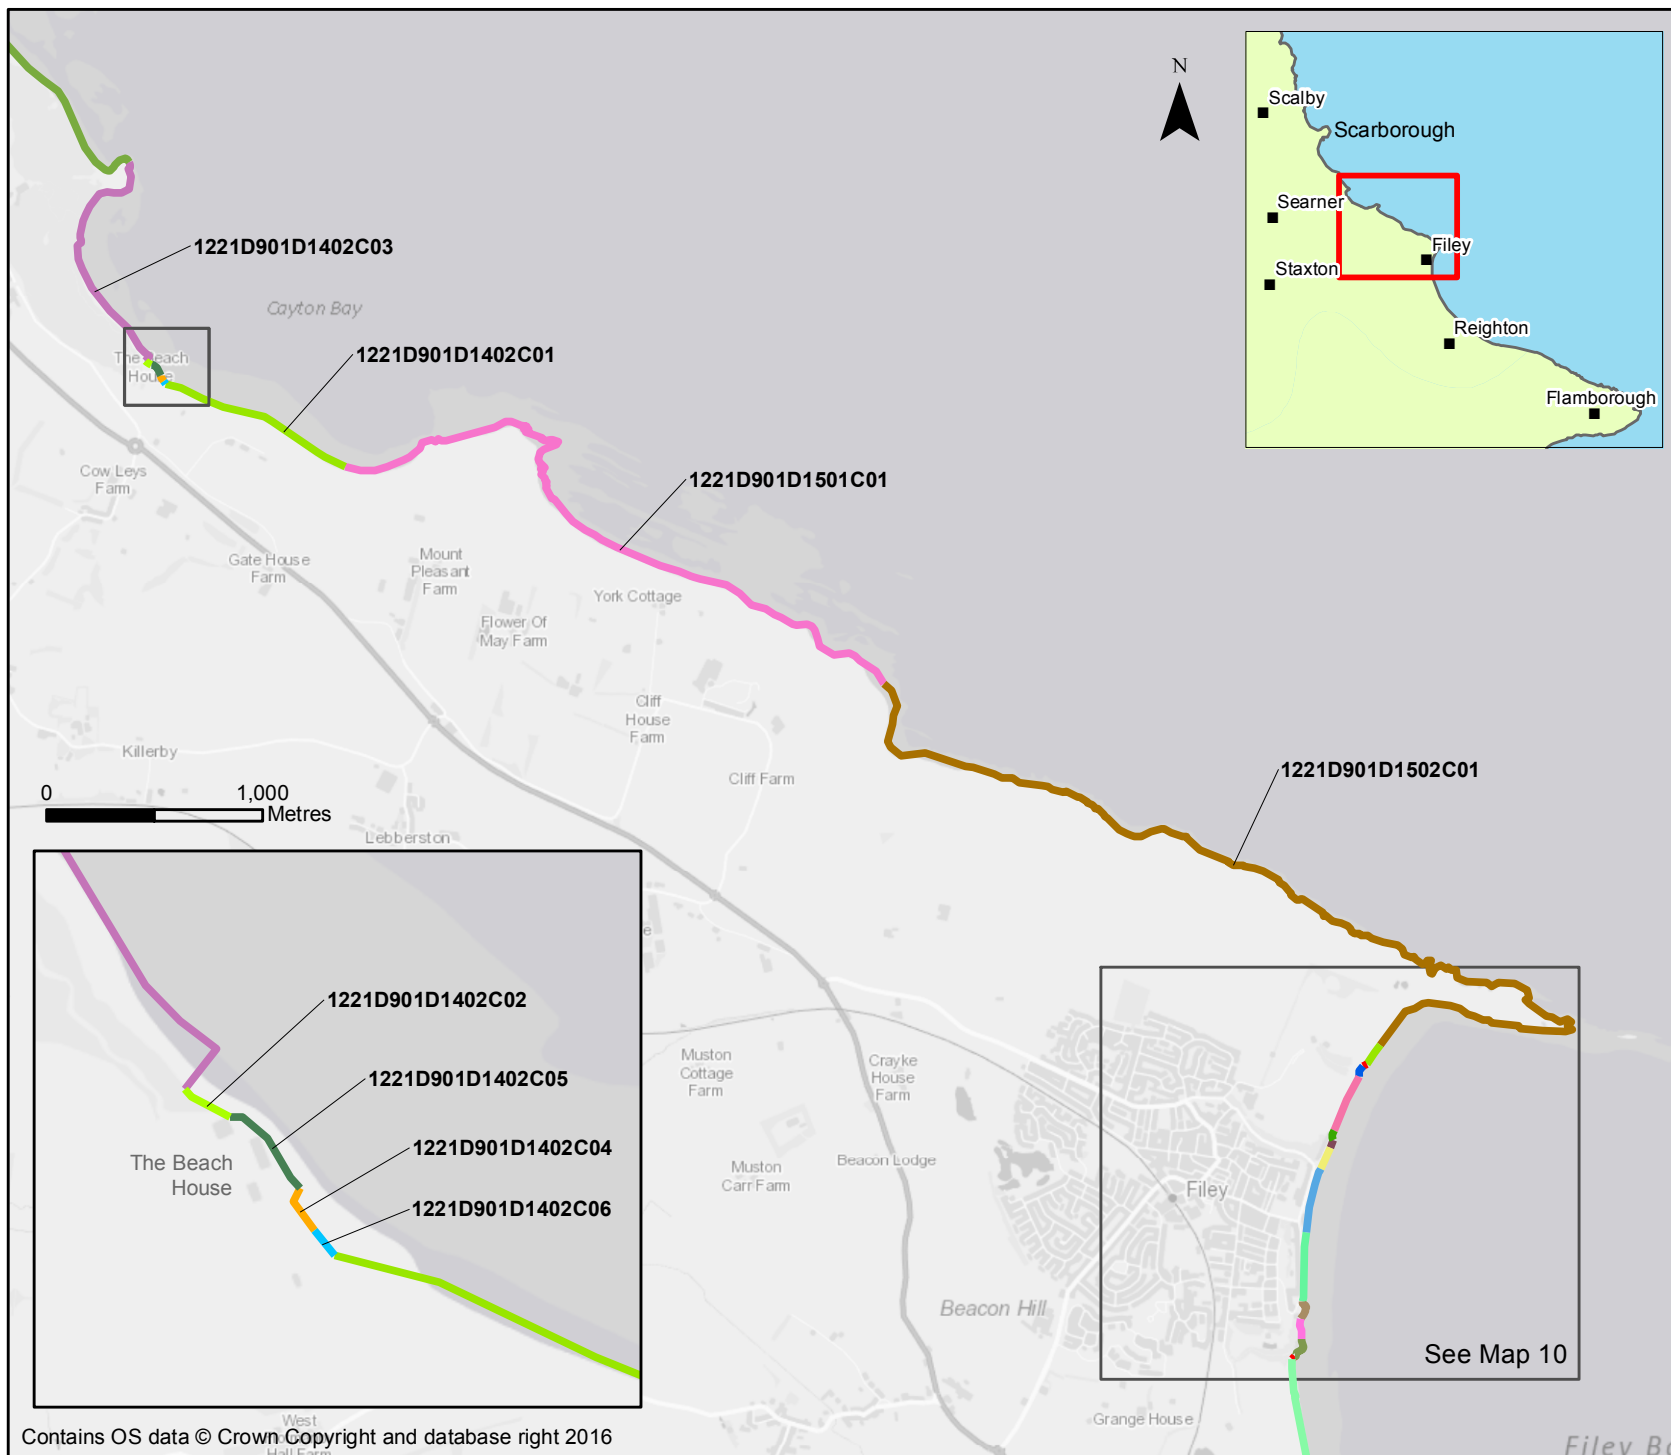 N
Scalby
Scarborough
Searner
Filey
Staxton
Reighton
Flamborough
1221D901D1402C03
Cayton Bay
1221D901D1402C01
The Beach
House
1221D901D1501C01
Cow Leys
Farm
Gate House
Farm
Mount
Pleasant
Farm
York Cottage
Flower Of
May Farm
Cliff
House
Farm
Killerby
Cliff Farm
1221D901D1502C01
0 1,000
Metres
Lebberston
1221D901D1402C02
1221D901D1402C05
1221D901D1402C04
1221D901D1402C06
The Beach
House
Muston
Cottage
Farm
Crayke
House
Farm
Muston
Carr Farm
Beacon Lodge
Filey
Beacon Hill
See Map 10
Grange House
West
Hall Farm
Contains OS data © Crown Copyright and database right 2016
Filey